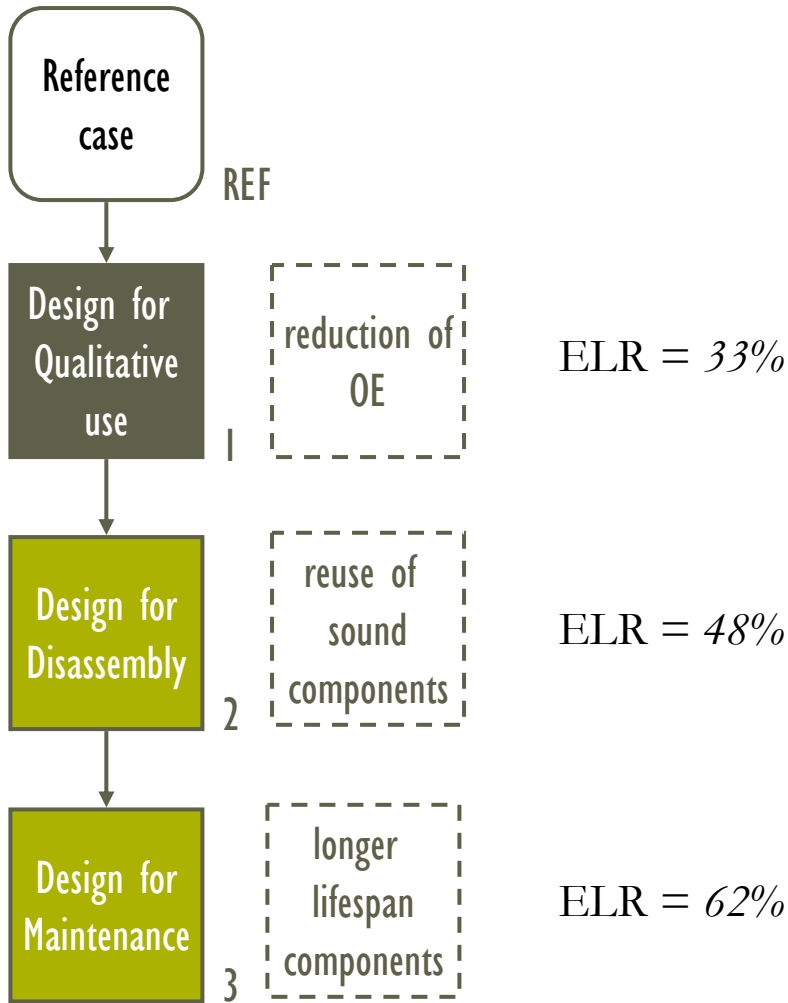 Reference
case
REF
Design for
Qualitative
use
1
reduction of
OE
ELR = 33%
Design for
Disassembly
2
reuse of
sound
components
ELR = 48%
Design for
Maintenance
3
longer
lifespan
components
ELR = 62%